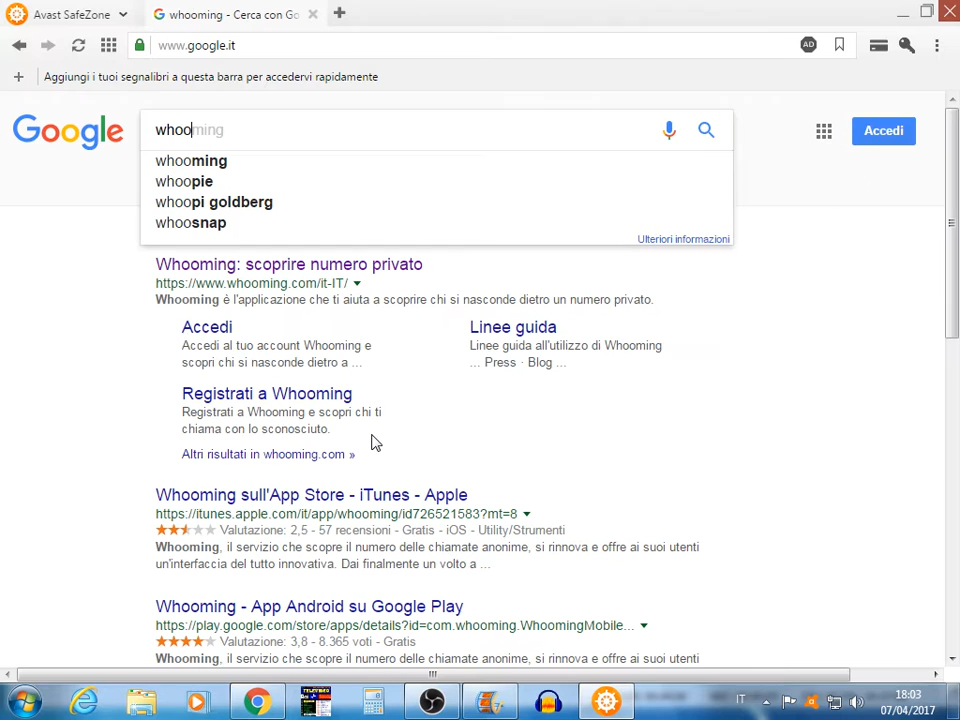 Avast SafeZone
whooming - Cerca con Go
www.google.it
AD
Aggiungi i tuoi segnalibri a questa barra per accedervi rapidamente
Google
whooming
Accedi
whooming
whoopie
whoopi goldberg
whoosnap
Ulteriori informazioni
Whooming: scoprire numero privato
https://www.whooming.com/it-IT/
Whooming è l'applicazione che ti aiuta a scoprire chi si nasconde dietro un numero privato.
Accedi
Accedi al tuo account Whooming e
scopri chi si nasconde dietro a ...
Linee guida
Linee guida all'utilizzo di Whooming
... Press · Blog ...
Registrati a Whooming
Registrati a Whooming e scopri chi ti
chiama con lo sconosciuto.
Altri risultati in whooming.com »
Whooming sull'App Store - iTunes - Apple
https://itunes.apple.com/it/app/whooming/id726521583?mt=8
Valutazione: 2,5 - 57 recensioni - Gratis - iOS - Utility/Strumenti
Whooming, il servizio che scopre il numero delle chiamate anonime, si rinnova e offre ai suoi utenti
un'interfaccia del tutto innovativa. Dai finalmente un volto a ...
Whooming - App Android su Google Play
https://play.google.com/store/apps/details?id=com.whooming.WhoomingMobile...
Valutazione: 3,8 - 8.365 voti - Gratis
Whooming, il servizio che scopre il numero delle chiamate anonime, si rinnova e offre ai suoi utenti
TELEVIDEO
IT
18:03
07/04/2017